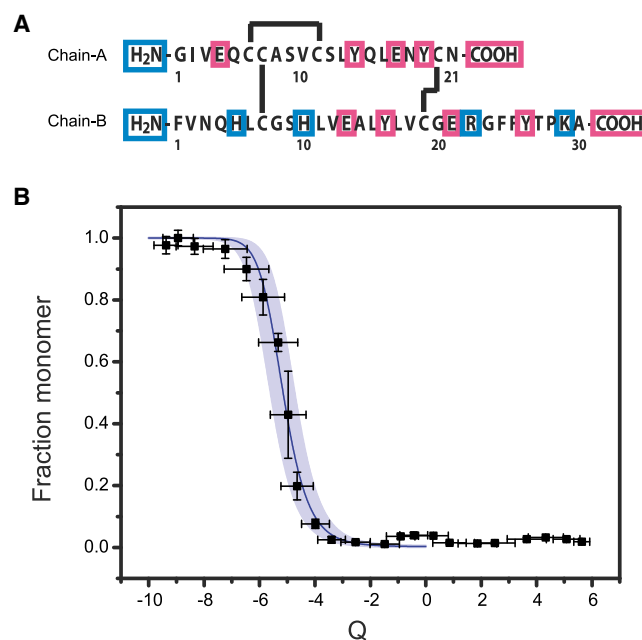 A
Chain-A H₂N-GIVEQCCASVCSLYQLENYCN-COOH
1 10 21
Chain-B H₂N-FVNQHLCGSHLVEALYLVCGERGFFYTPKA-COOH
1 10 20 30
B
1.0
0.8
0.6
0.4
0.2
0.0
Fraction monomer
-10 -8 -6 -4 -2 0 2 4 6
Q